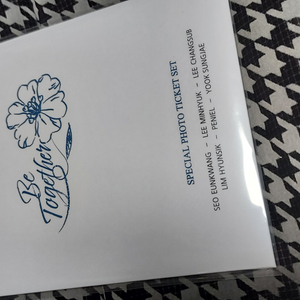 Be
Together
SPECIAL PHOTO TICKET SET
SEO EUNKWANG – LEE MINHYUK – LEE CHANGSUB
LIM HYUNSIK – PENIEL – YOOK SUNGJAE